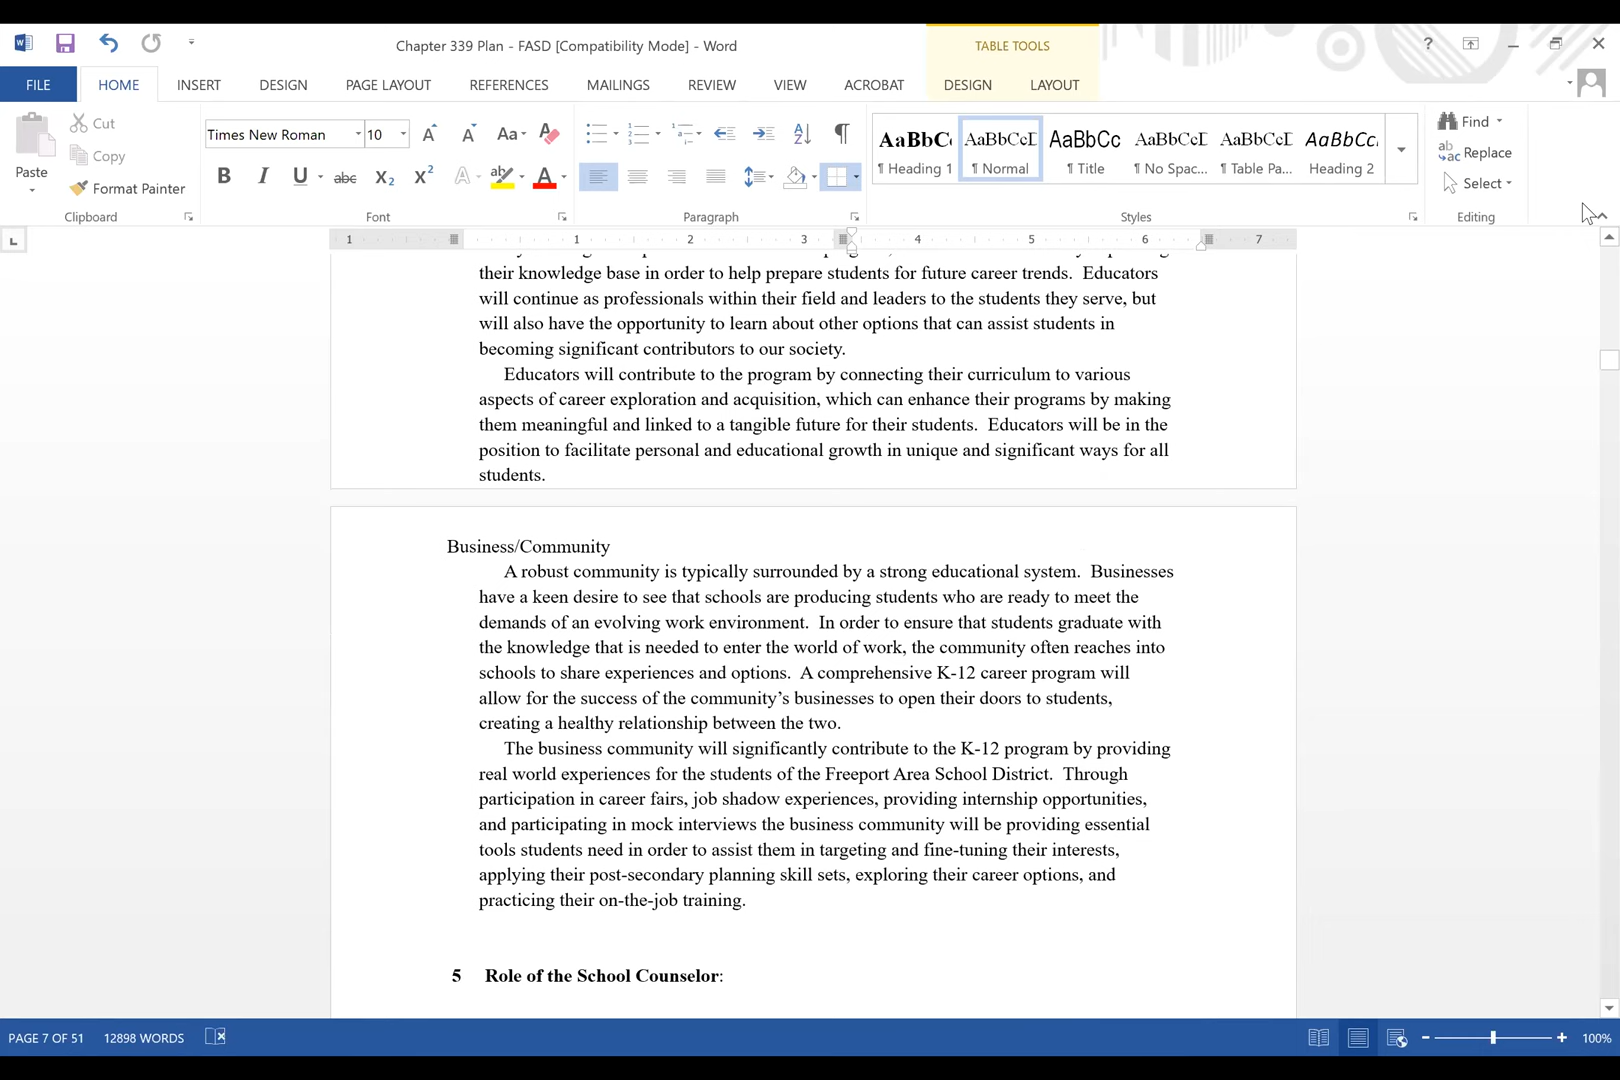 Chapter 339 Plan - FASD [Compatibility Mode] - Word
TABLE TOOLS
?
FILE
HOME
INSERT
DESIGN
PAGE LAYOUT
REFERENCES
MAILINGS
REVIEW
VIEW
ACROBAT
DESIGN
LAYOUT
Paste
Cut
Copy
Format Painter
Clipboard
Times New Roman
10
Font
Paragraph
AaBbC
¶ Heading 1
AaBbCcD
¶ Normal
AaBbCc
¶ Title
AaBbCcD
¶ No Spac...
AaBbCcD
¶ Table Pa...
AaBbCc
Heading 2
Styles
Find
Replace
Select
Editing
1 1 2 3 4 5 6 7
their knowledge base in order to help prepare students for future career trends. Educators
will continue as professionals within their field and leaders to the students they serve, but
will also have the opportunity to learn about other options that can assist students in
becoming significant contributors to our society.
Educators will contribute to the program by connecting their curriculum to various
aspects of career exploration and acquisition, which can enhance their programs by making
them meaningful and linked to a tangible future for their students. Educators will be in the
position to facilitate personal and educational growth in unique and significant ways for all
students.
Business/Community
A robust community is typically surrounded by a strong educational system. Businesses
have a keen desire to see that schools are producing students who are ready to meet the
demands of an evolving work environment. In order to ensure that students graduate with
the knowledge that is needed to enter the world of work, the community often reaches into
schools to share experiences and options. A comprehensive K-12 career program will
allow for the success of the community’s businesses to open their doors to students,
creating a healthy relationship between the two.
The business community will significantly contribute to the K-12 program by providing
real world experiences for the students of the Freeport Area School District. Through
participation in career fairs, job shadow experiences, providing internship opportunities,
and participating in mock interviews the business community will be providing essential
tools students need in order to assist them in targeting and fine-tuning their interests,
applying their post-secondary planning skill sets, exploring their career options, and
practicing their on-the-job training.
5 Role of the School Counselor:
PAGE 7 OF 51
12898 WORDS
100%